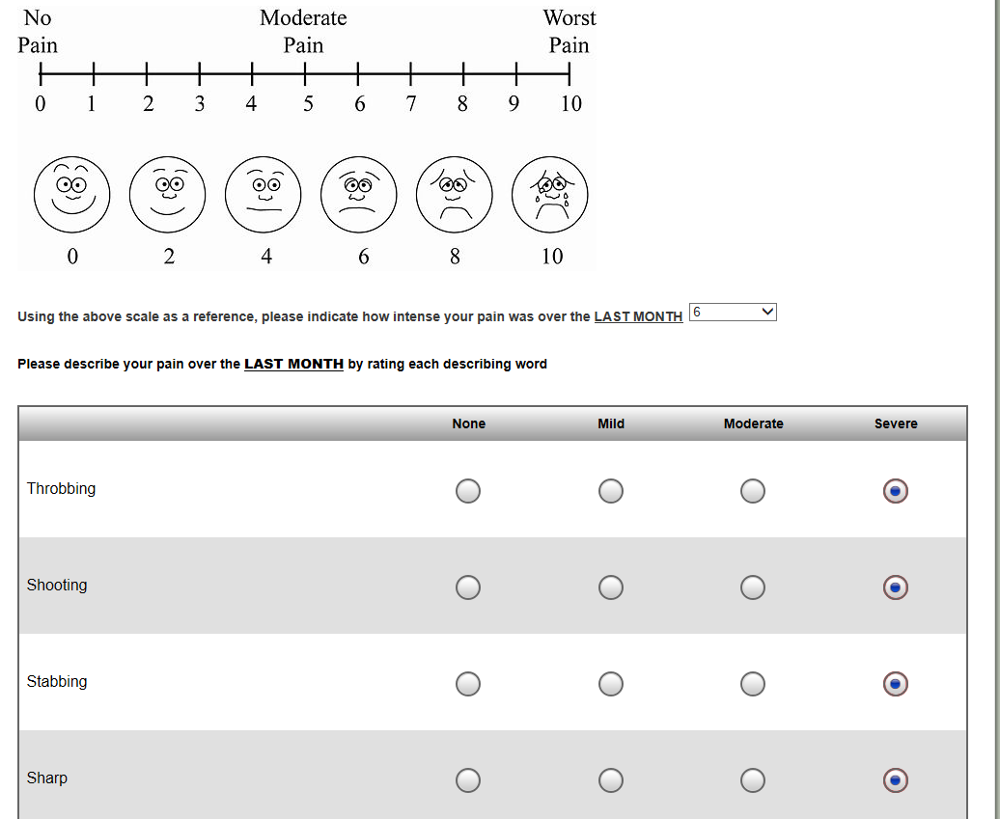 No Moderate Worst
Pain Pain Pain
0 1 2 3 4 5 6 7 8 9 10
0 2 4 6 8 10
Using the above scale as a reference, please indicate how intense your pain was over the LAST MONTH 6
Please describe your pain over the LAST MONTH by rating each describing word
None Mild Moderate Severe
Throbbing
Shooting
Stabbing
Sharp